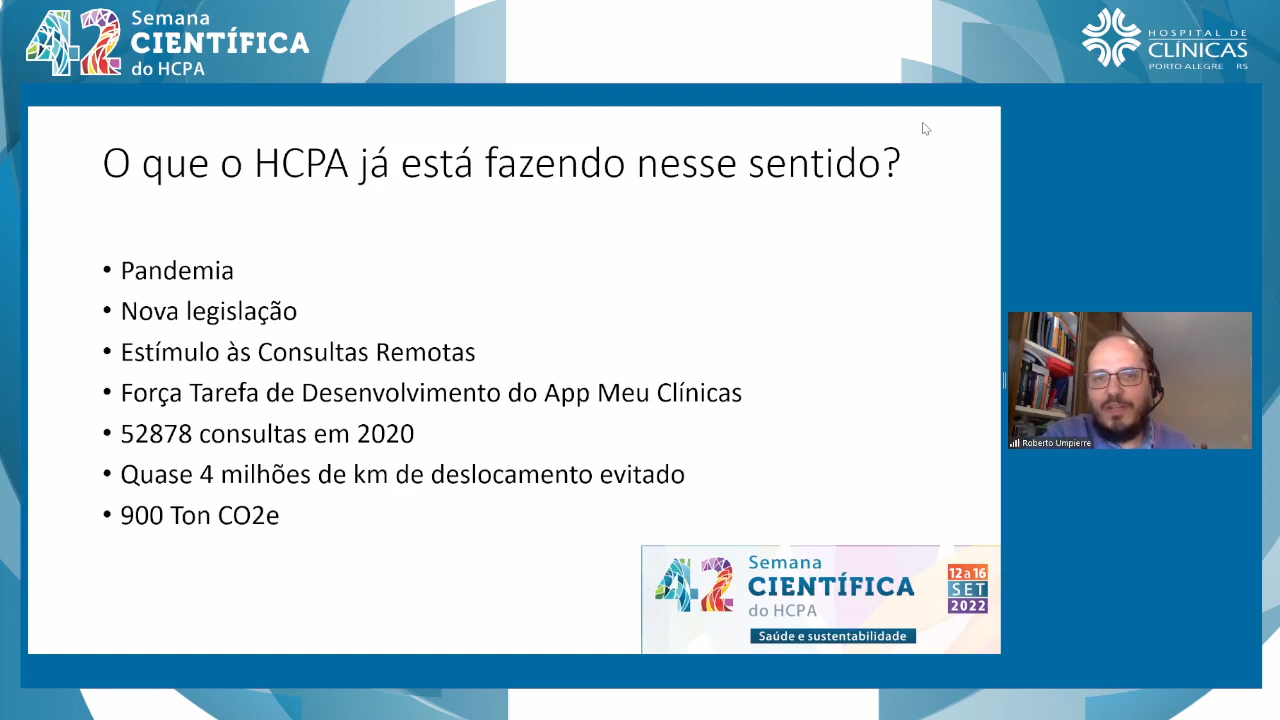 42 Semana
CIENTÍFICA
do HCPA
HOSPITAL DE
CLÍNICAS
PORTO ALEGRE RS
O que o HCPA já está fazendo nesse sentido?
• Pandemia
• Nova legislação
• Estímulo às Consultas Remotas
• Força Tarefa de Desenvolvimento do App Meu Clínicas
• 52878 consultas em 2020
• Quase 4 milhões de km de deslocamento evitado
• 900 Ton CO2e
Roberto Umpierre
42 Semana
CIENTÍFICA
do HCPA
Saúde e sustentabilidade
12 a 16
SET
2022